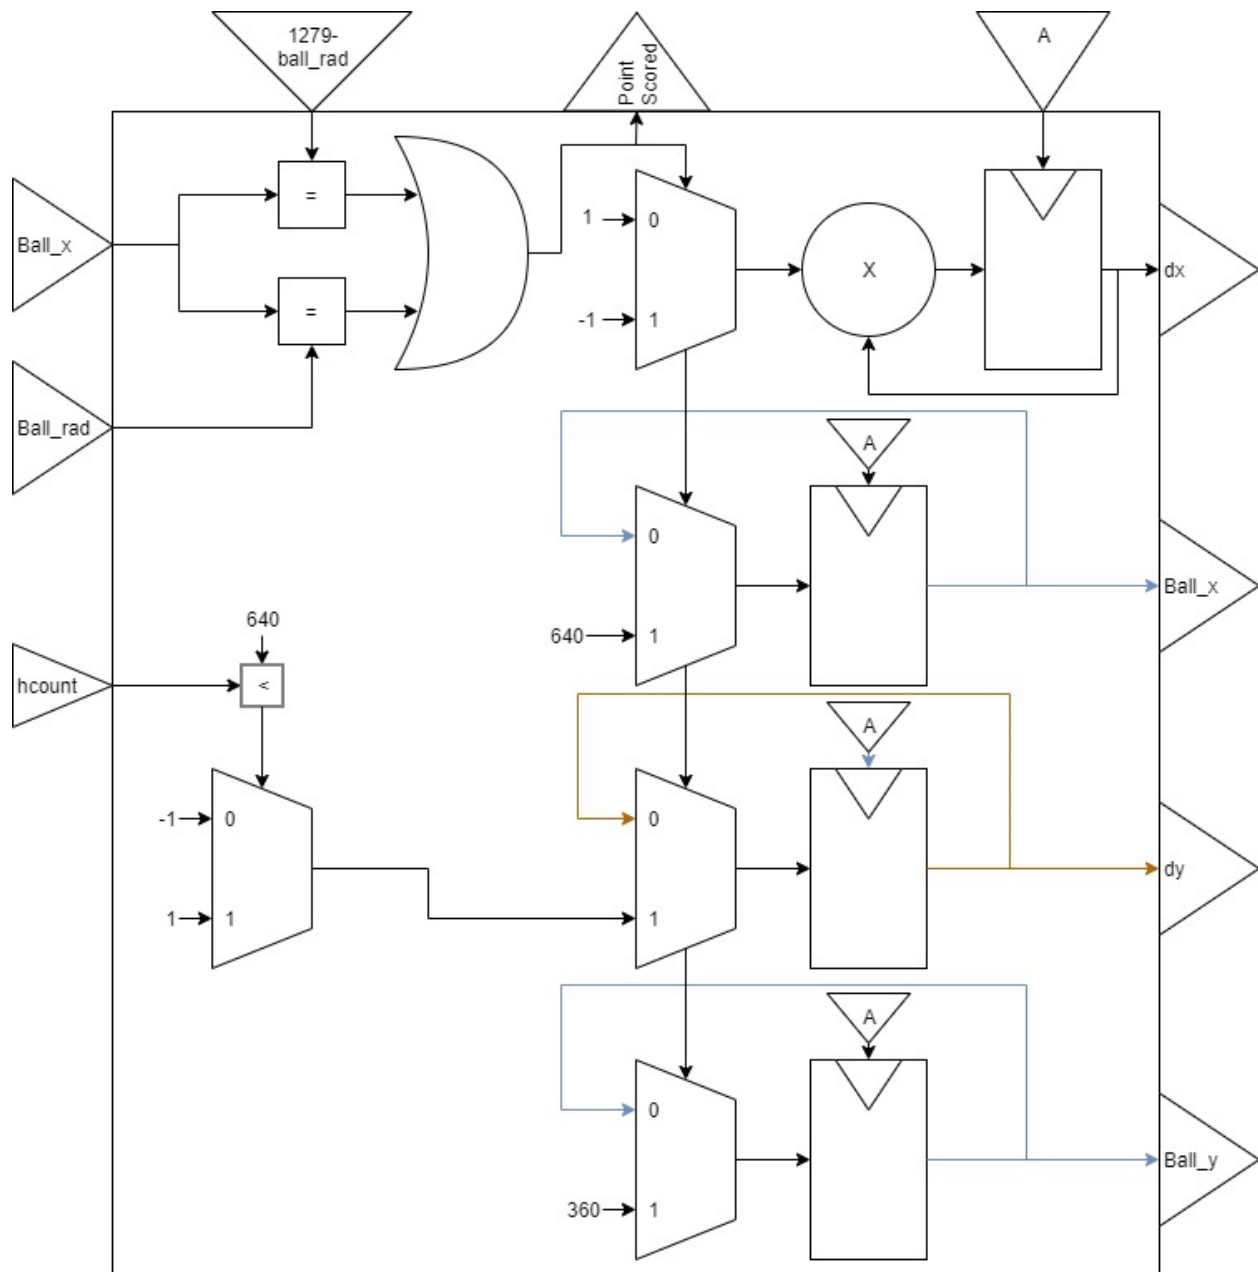 1279-
ball_rad
Point
Scored
A
Ball_x
=
=
1
0
-1
1
X
dx
Ball_rad
A
0
Ball_x
640
1
640
hcount
<
A
-1
0
0
dy
1
1
1
A
0
Ball_y
360
1